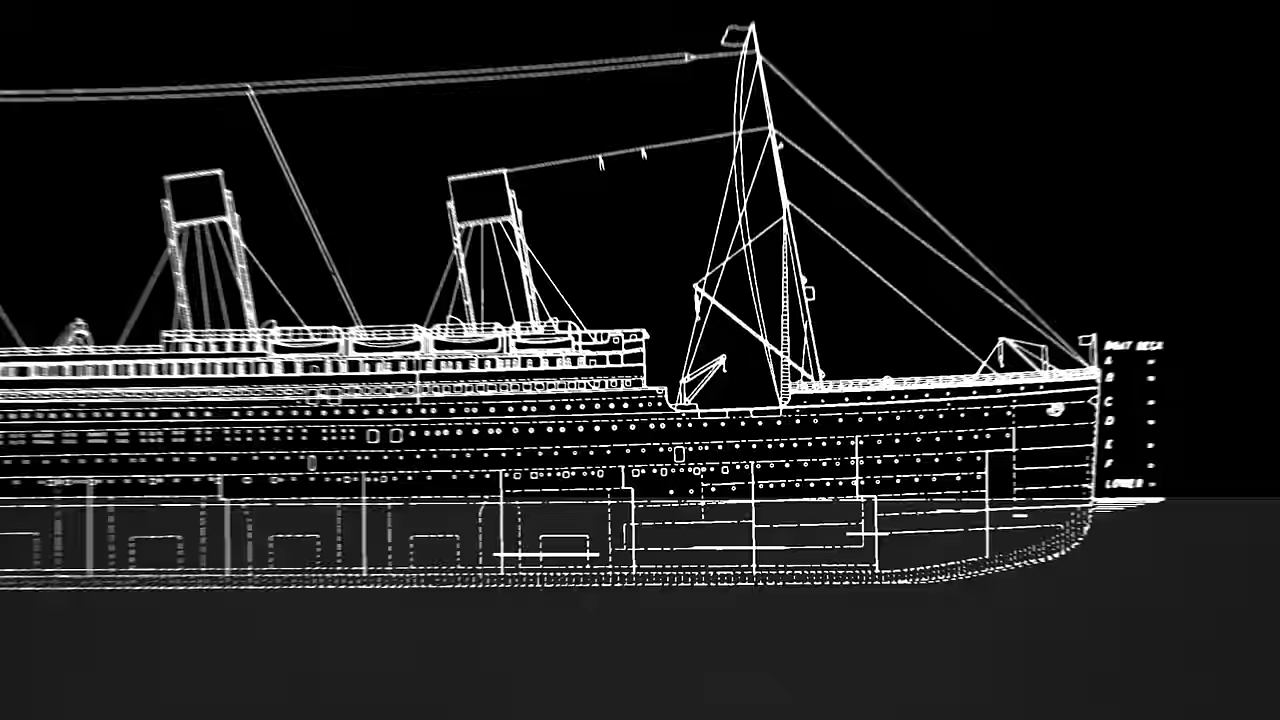 BOAT DECK
A "
B "
C "
D "
E "
F "
LOWER "